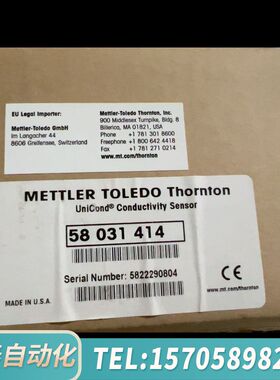 EU Legal Importer:
Mettler-Toledo GmbH
Im Langacher 44
8606 Greifensee, Switzerland
Mettler-Toledo Thornton, Inc.
900 Middlesex Turnpike, Bldg. 8
Billerica, MA 01821, USA
Phone +1 781 301 8600
Freephone +1 800 642 4418
Fax +1 781 271 0214
www.mt.com/thornton
METTLER TOLEDO Thornton
UniCond® Conductivity Sensor
58 031 414
Serial Number: 5822290804
MADE IN U.S.A.
www.mt.com/thornton
CE
自动化
TEL:157058982